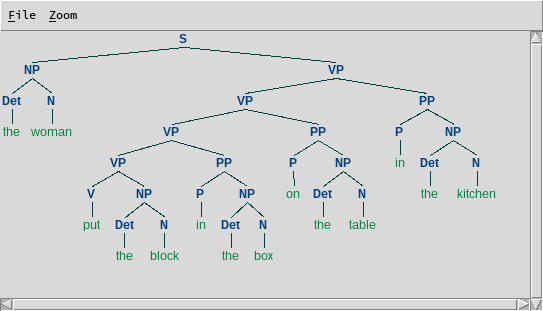 File Zoom
S
NP VP
Det N VP PP
the woman VP PP P NP
VP PP P NP in Det N
V NP P NP on Det N the kitchen
put Det N in Det N the table
the block the box